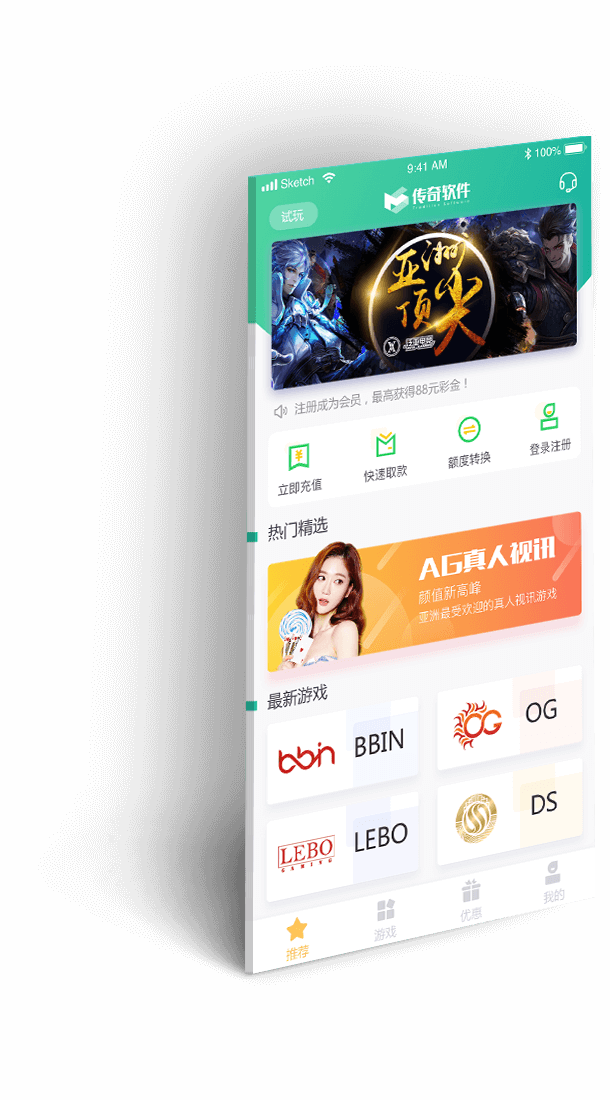 Sketch
9:41 AM
100%
试玩
传奇软件
亚洲
顶尖
注册成为会员，最高获得88元彩金！
立即充值
快速取款
额度转换
登录注册
热门精选
AG真人视讯
颜值新高峰
亚洲最受欢迎的真人视讯游戏
最新游戏
bbin
BBIN
OG
OG
LEBO
GAMING
LEBO
DS
推荐
游戏
优惠
我的